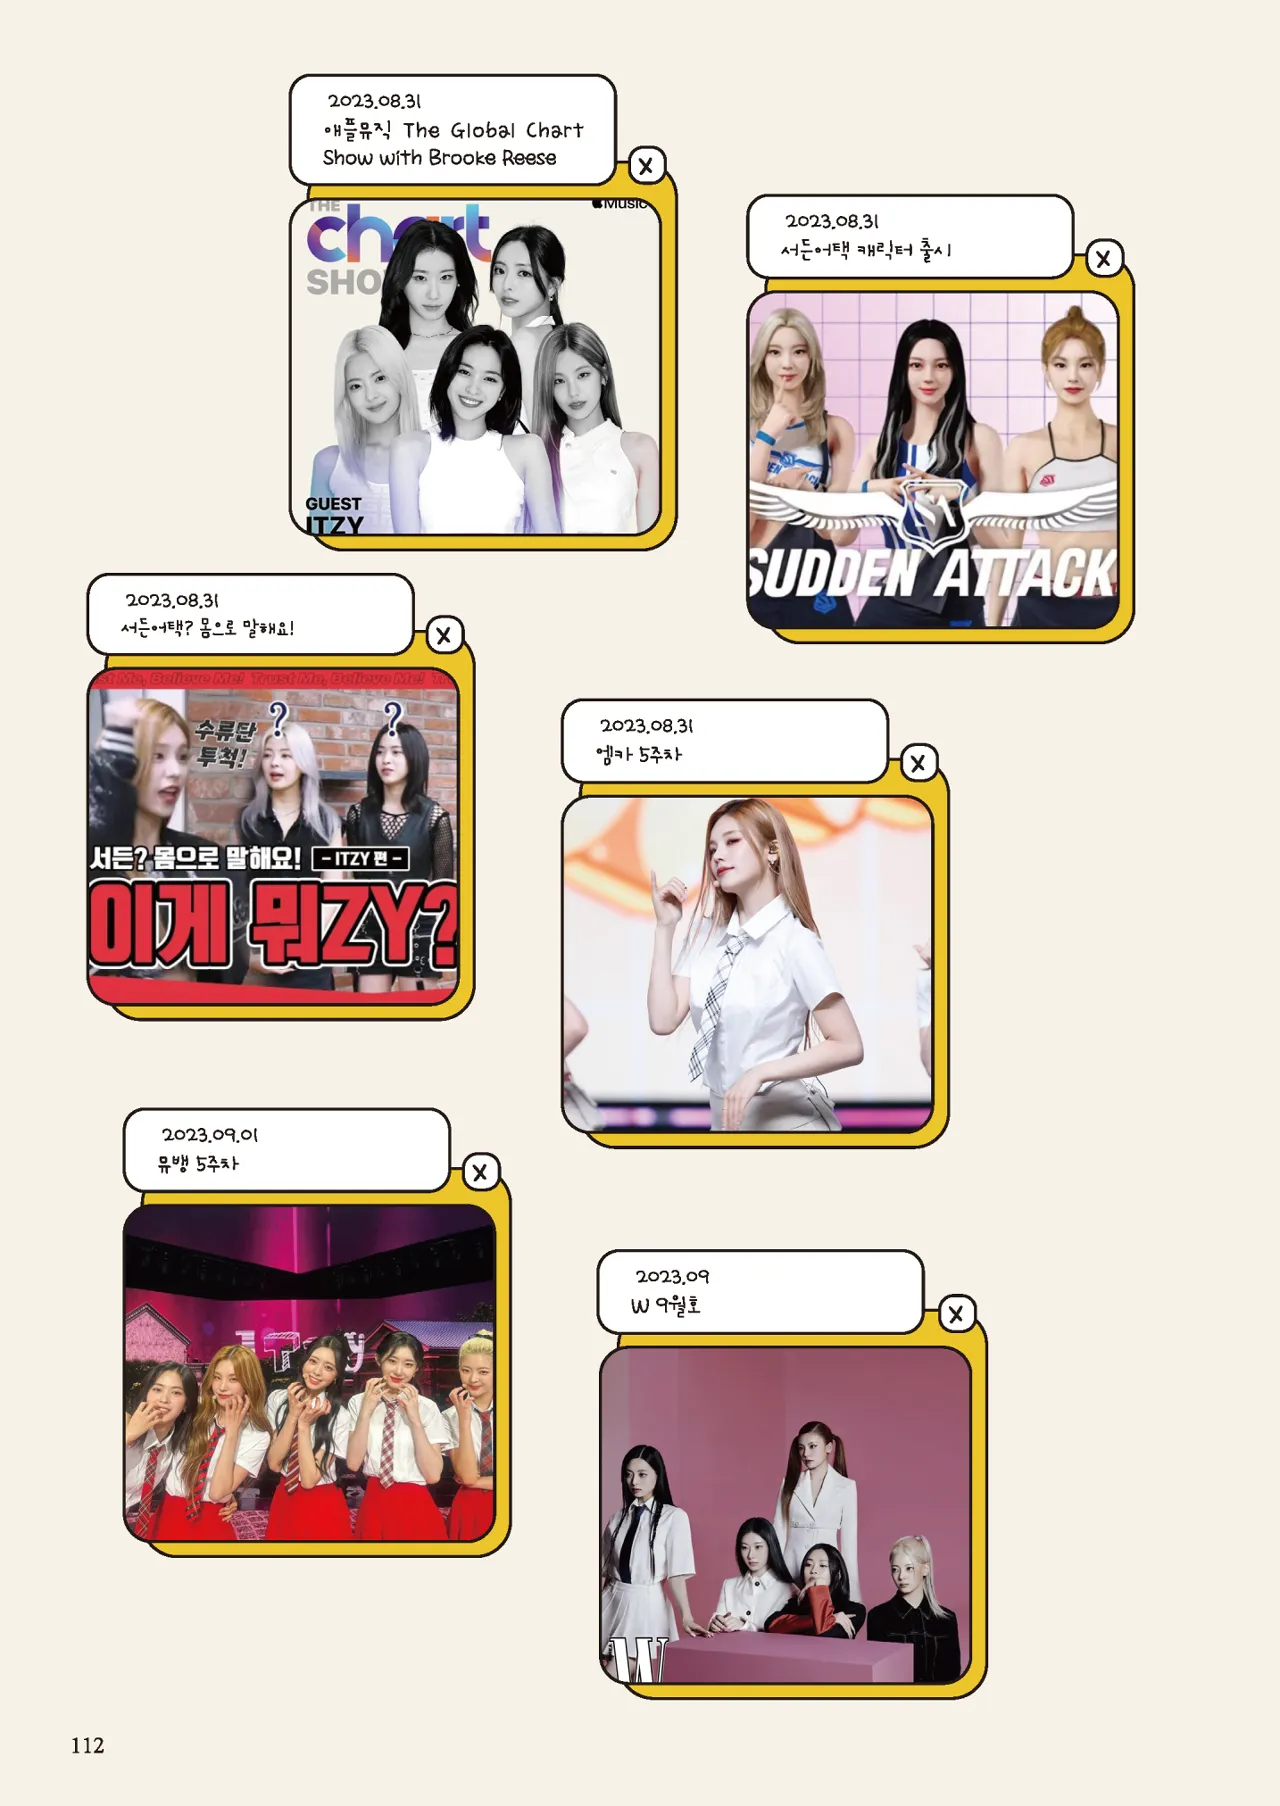 2023.08.31
애플뮤직 The Global Chart
Show with Brooke Reese
X
THE
Music
chart
SHOW
GUEST
ITZY
2023.08.31
서든어택 캐릭터 출시
X
SUDDEN ATTACK
2023.08.31
서든어택? 몸으로 말해요!
X
st Me, Believe Me! Trust Me, Believe Me! Tr
?
?
수류탄
투척!
서든? 몸으로 말해요! - ITZY 편 -
이게 뭐ZY?
2023.08.31
엠카 5주차
X
2023.09.01
뮤뱅 5주차
X
2023.09
W 9월호
X
W
112